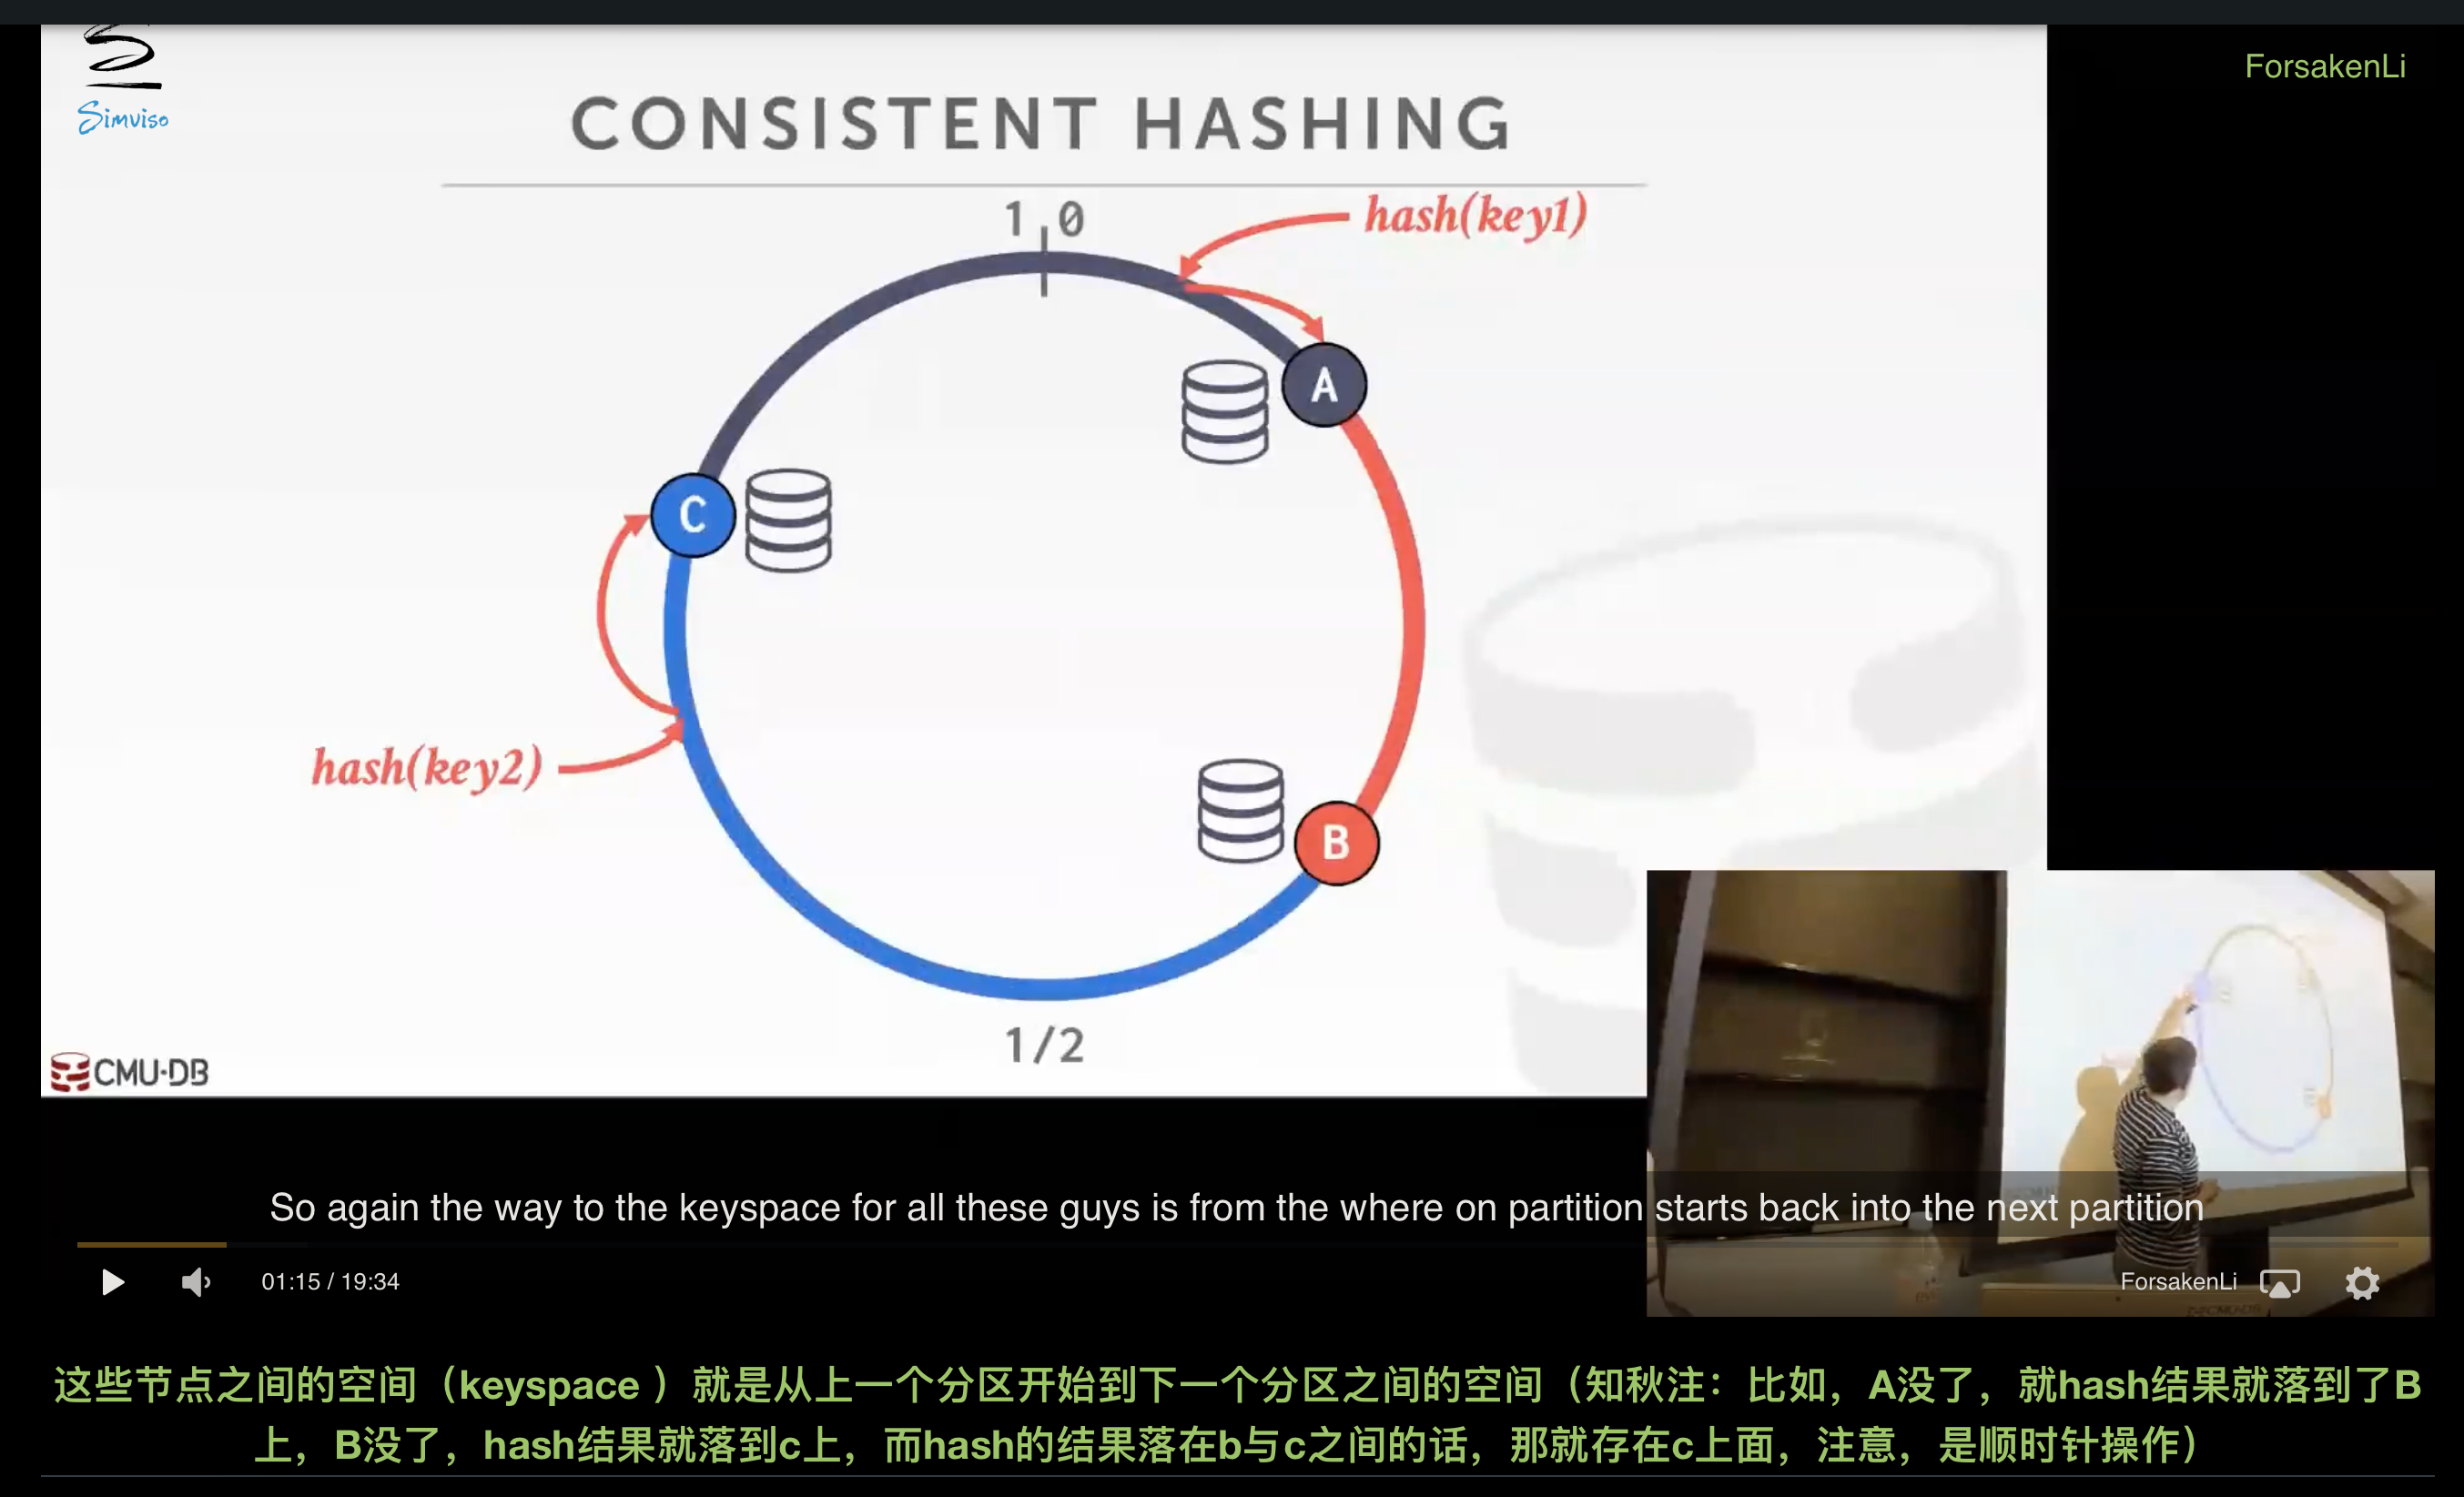 Simviso
ForsakenLi
CONSISTENT HASHING
1 0
hash(key1)
A
C
hash(key2)
B
1/2
CMU·DB
So again the way to the keyspace for all these guys is from the where on partition starts back into the next partition
01:15 / 19:34
ForsakenLi
这些节点之间的空间（keyspace ）就是从上一个分区开始到下一个分区之间的空间（知秋注：比如，A没了，就hash结果就落到了B
上，B没了，hash结果就落到c上，而hash的结果落在b与c之间的话，那就存在c上面，注意，是顺时针操作）